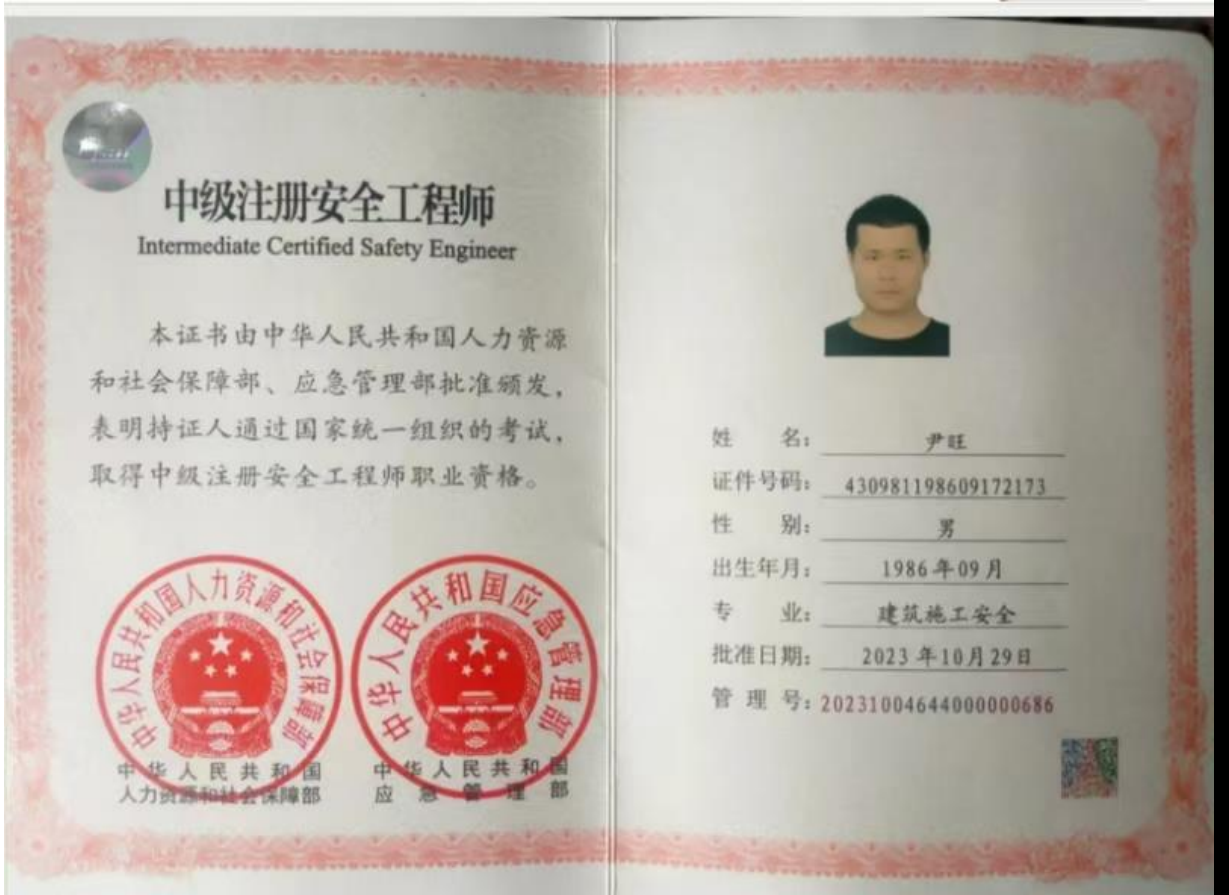 中级注册安全工程师
Intermediate Certified Safety Engineer
本证书由中华人民共和国人力资源
和社会保障部、应急管理部批准颁发，
表明持证人通过国家统一组织的考试，
取得中级注册安全工程师职业资格。
中华人民共和国人力资源和社会保障部
中华人民共和国应急管理部
中华人民共和国
人力资源和社会保障部
中华人民共和国
应急管理部
姓 名： 尹旺
证件号码： 430981198609172173
性 别： 男
出生年月： 1986年09月
专 业： 建筑施工安全
批准日期： 2023年10月29日
管 理 号：20231004644000000686